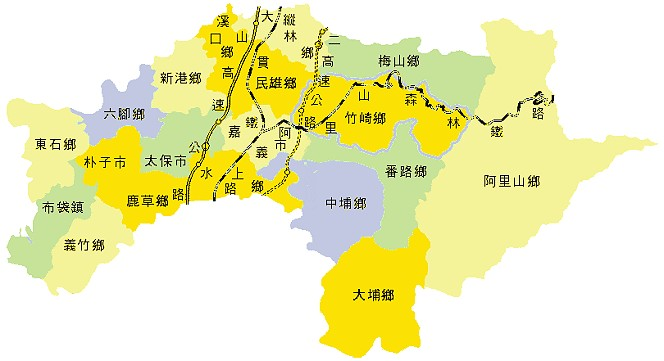 溪口鄉
大林鄉
梅山鄉
新港鄉
民雄鄉
六腳鄉
竹崎鄉
東石鄉
朴子市
太保市
嘉義市
番路鄉
阿里山鄉
布袋鎮
鹿草鄉
水上鄉
中埔鄉
義竹鄉
大埔鄉
山高速公路
縱貫鐵路
二高速公路
阿里山森林鐵路